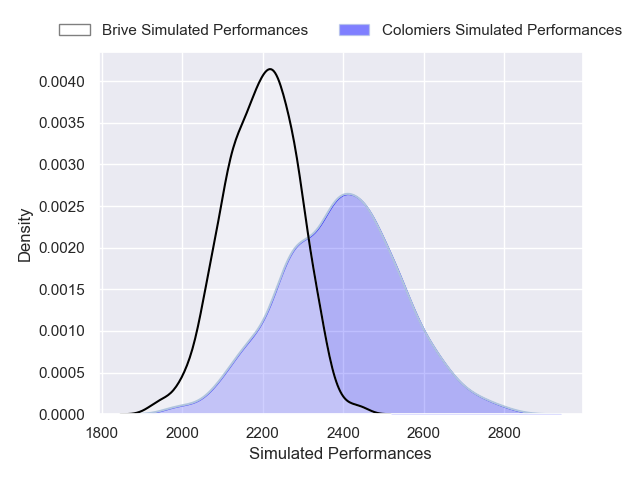 Brive Simulated Performances
Colomiers Simulated Performances
0.0040
0.0035
0.0030
0.0025
0.0020
0.0015
0.0010
0.0005
0.0000
Density
1800 2000 2200 2400 2600 2800
Simulated Performances